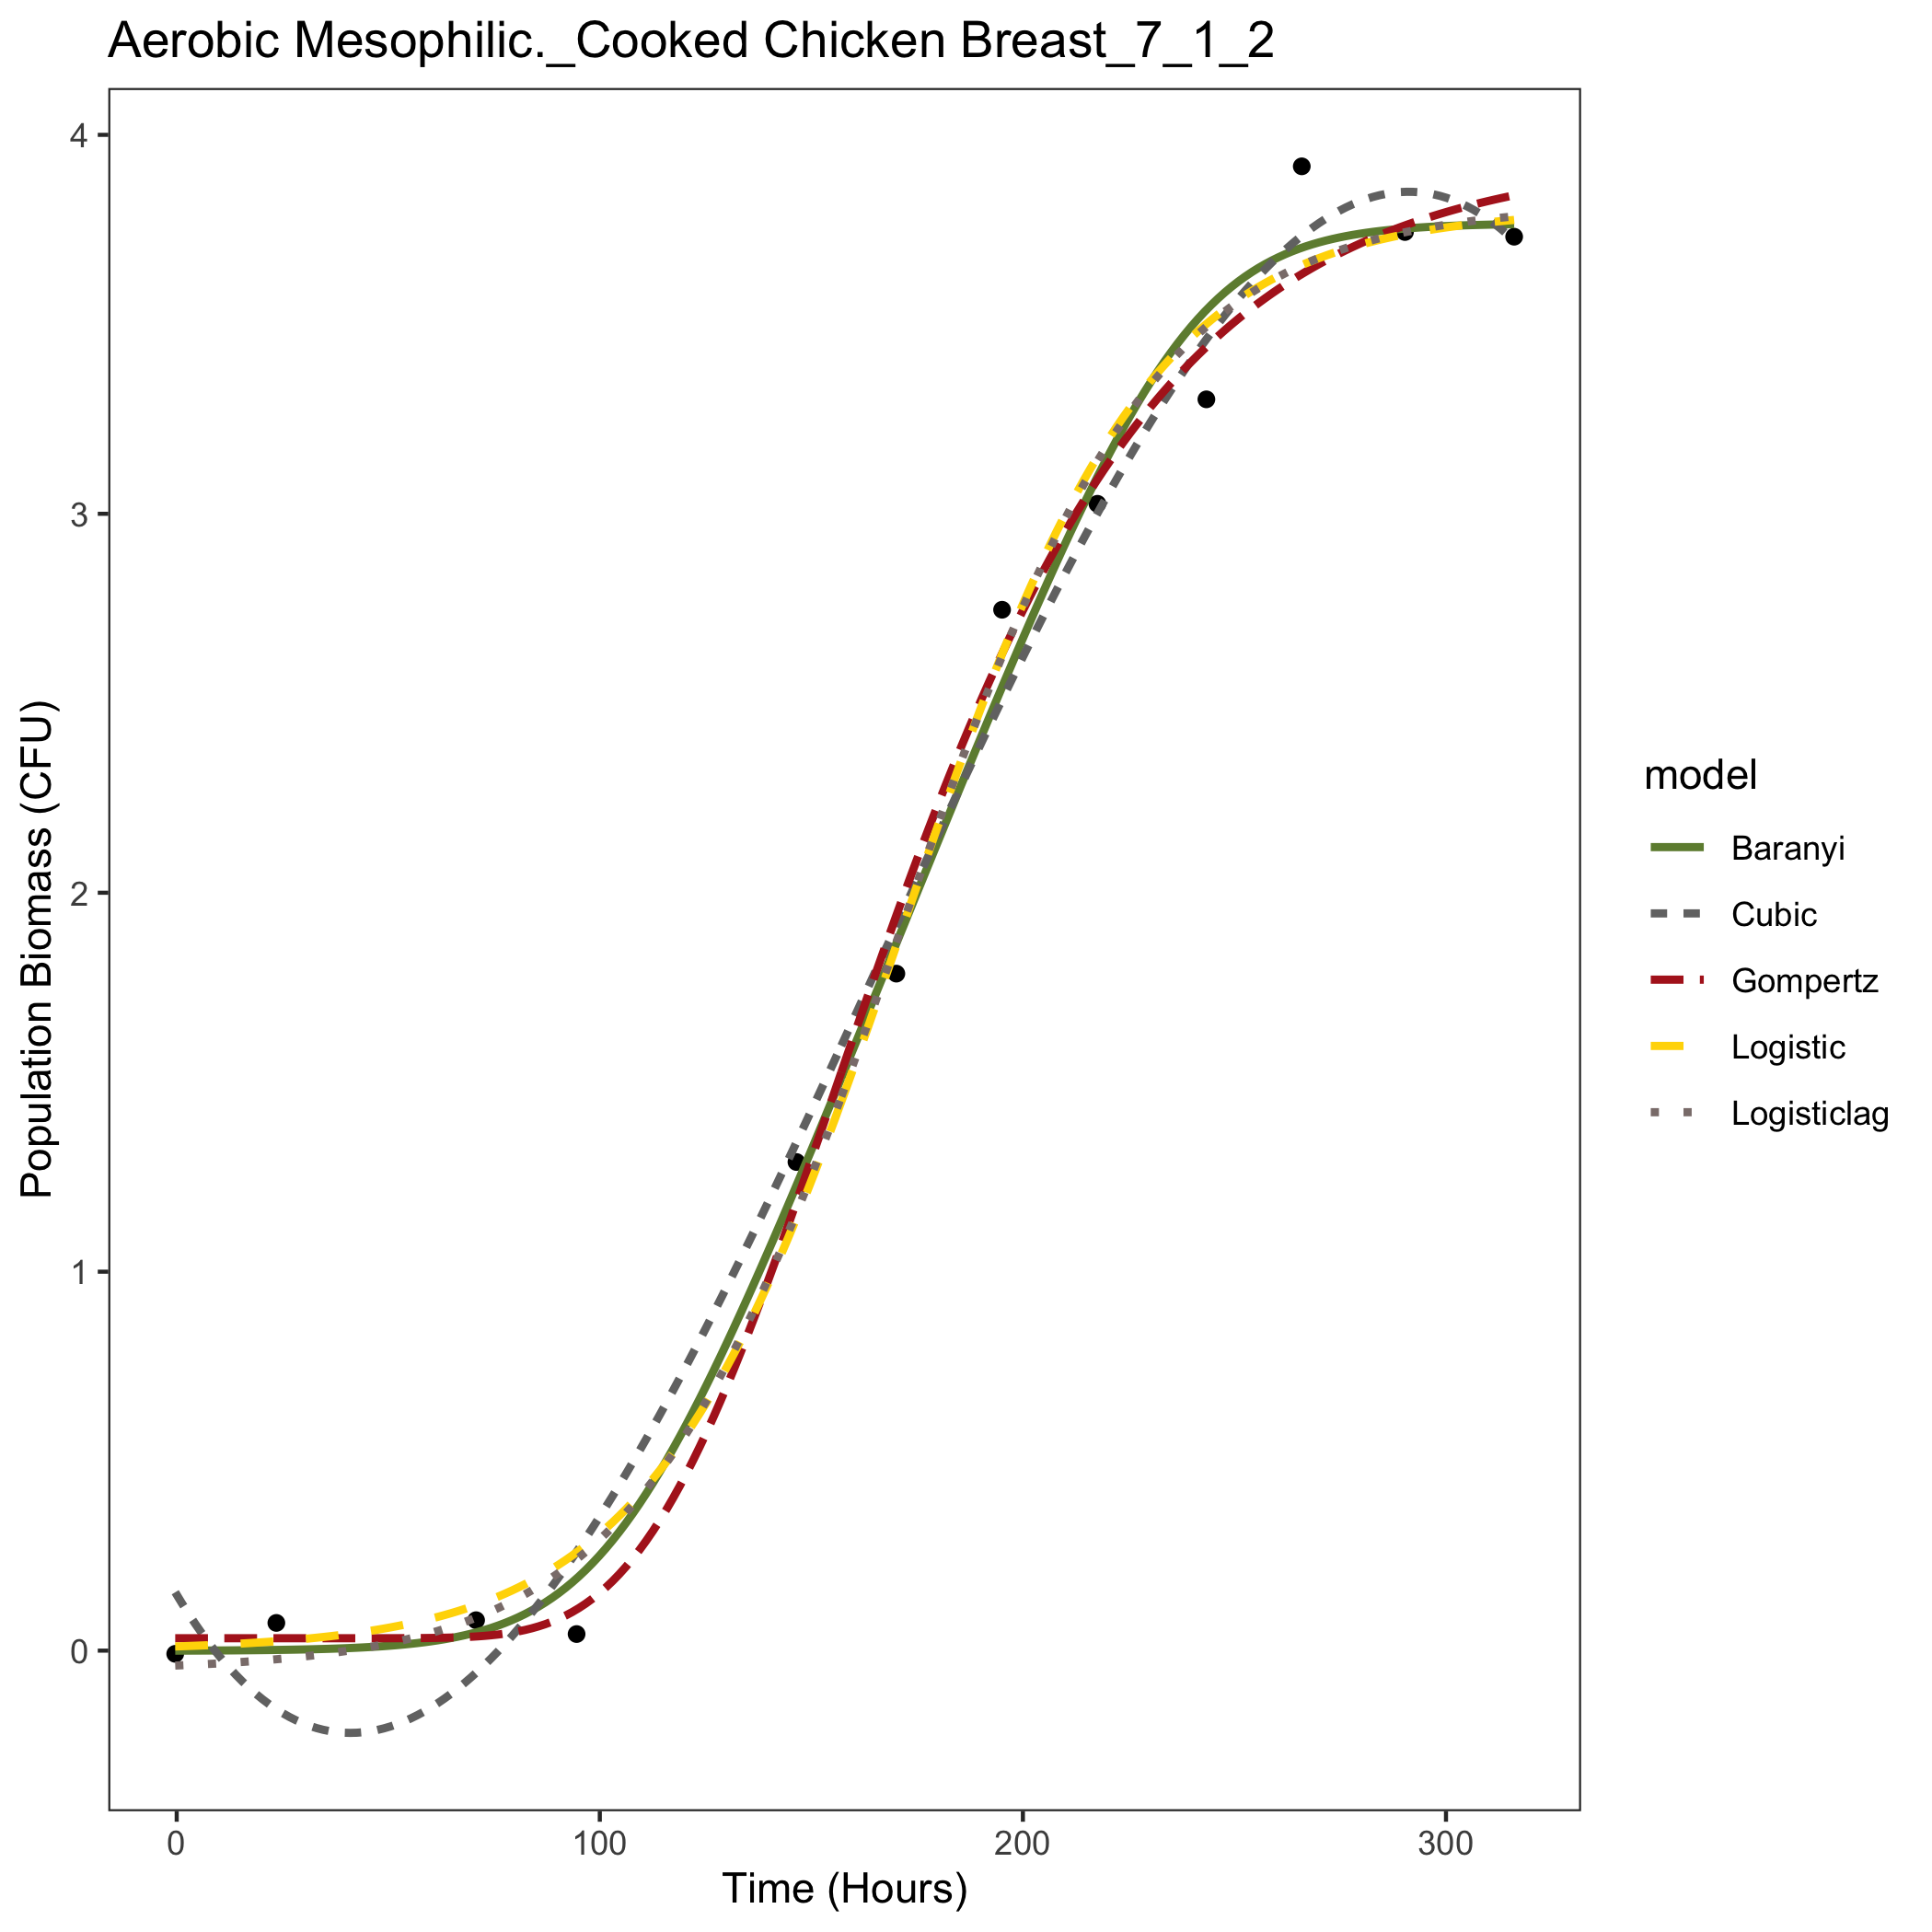 Aerobic Mesophilic._Cooked Chicken Breast_7_1_2
4
3
2
1
0
Population Biomass (CFU)
0
100
200
300
Time (Hours)
model
Baranyi
Cubic
Gompertz
Logistic
Logisticlag